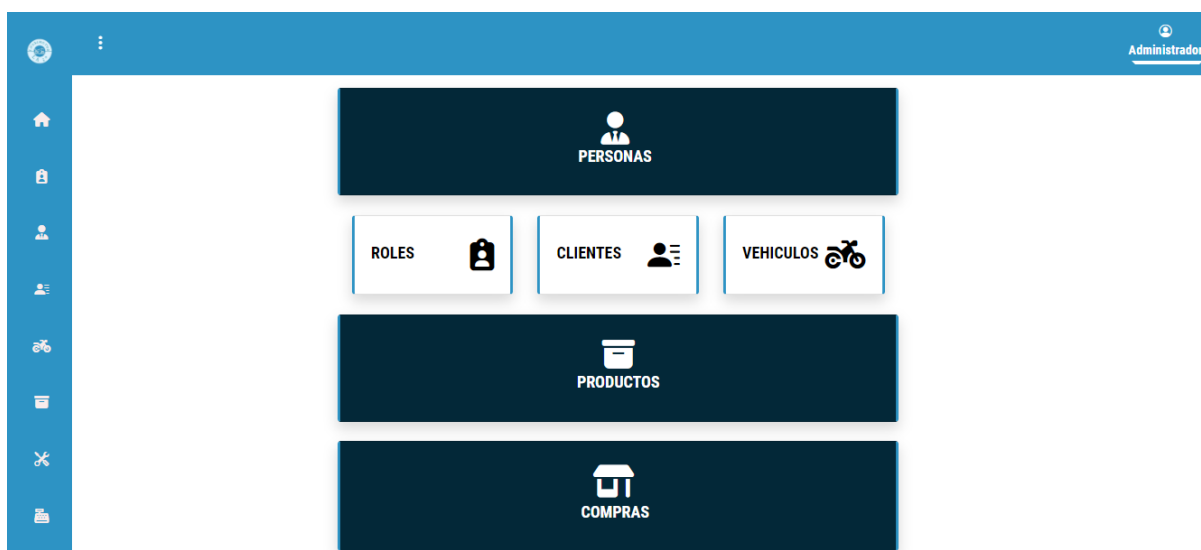 Administrador
PERSONAS
ROLES
CLIENTES
VEHICULOS
PRODUCTOS
COMPRAS